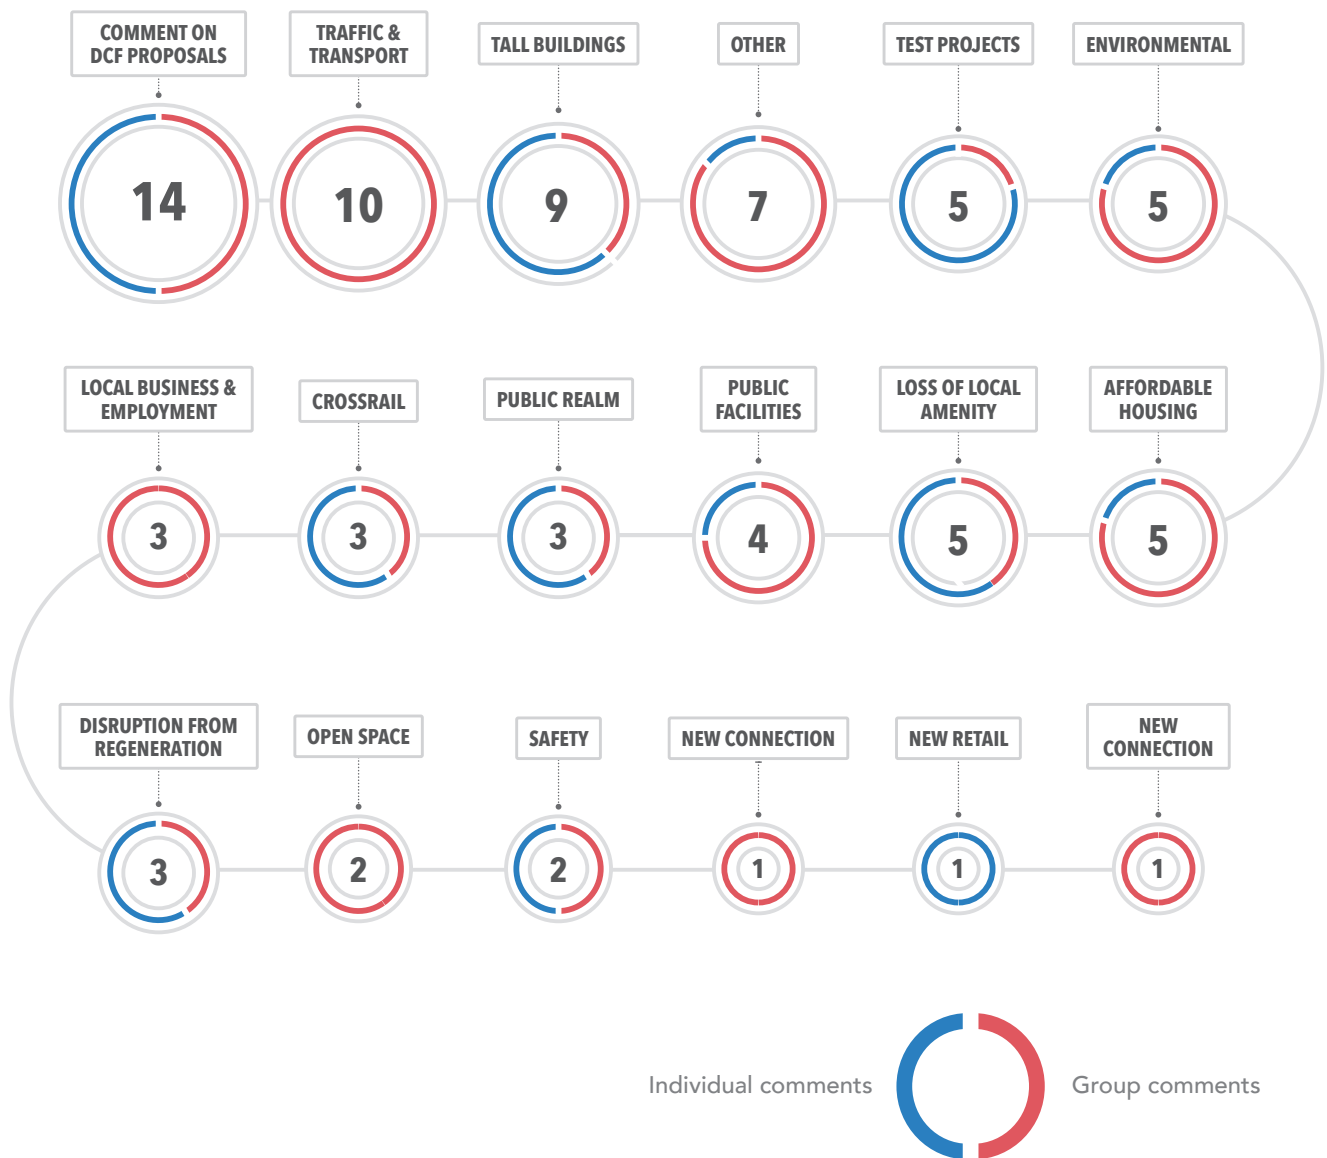 COMMENT ON
DCF PROPOSALS
TRAFFIC &
TRANSPORT
TALL BUILDINGS
OTHER
TEST PROJECTS
ENVIRONMENTAL
14
10
9
7
5
5
LOCAL BUSINESS &
EMPLOYMENT
CROSSRAIL
PUBLIC REALM
PUBLIC
FACILITIES
LOSS OF LOCAL
AMENITY
AFFORDABLE
HOUSING
3
3
3
4
5
5
DISRUPTION FROM
REGENERATION
OPEN SPACE
SAFETY
NEW CONNECTION
NEW RETAIL
NEW
CONNECTION
3
2
2
1
1
1
Individual comments
Group comments